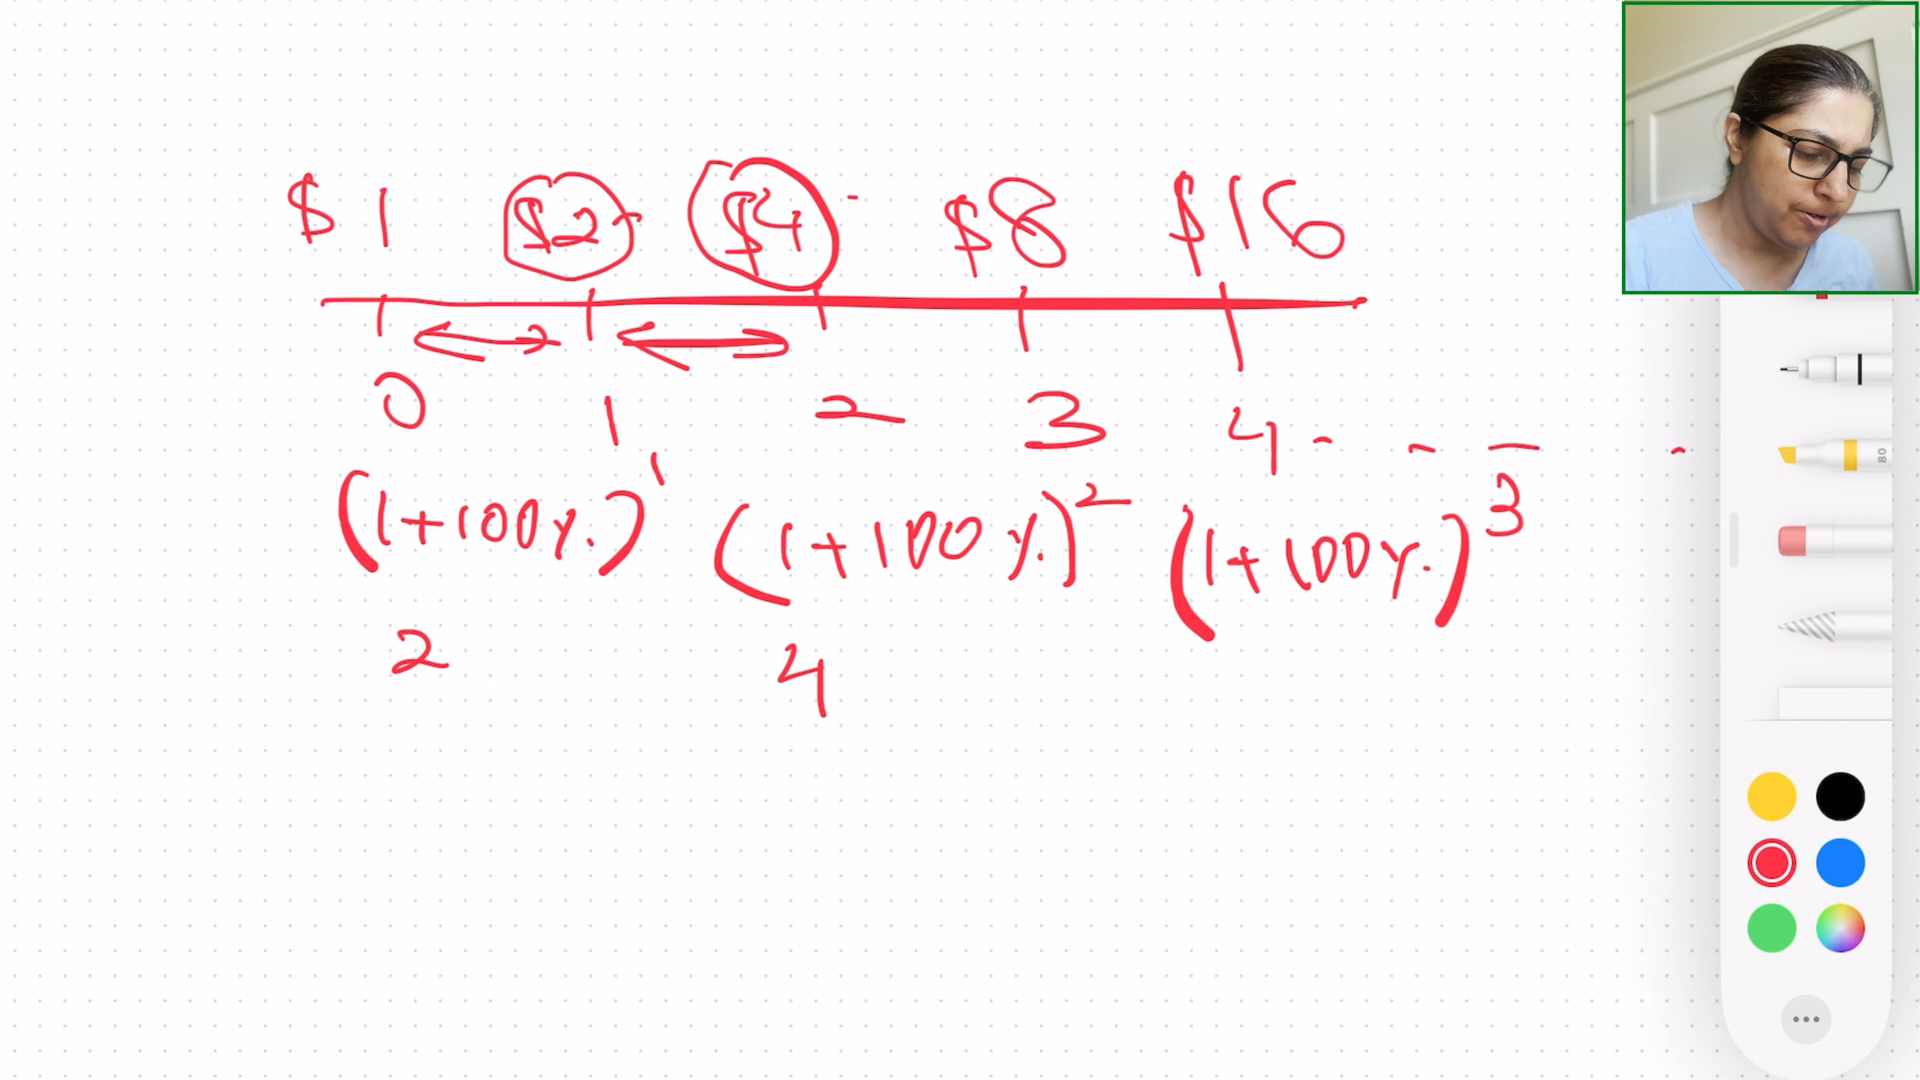 $1 $2 $4 - $8 $16
0 1 2 3 4 - - - -
(1+100%)¹ (1+100%)² (1+100%)³
2 4
80